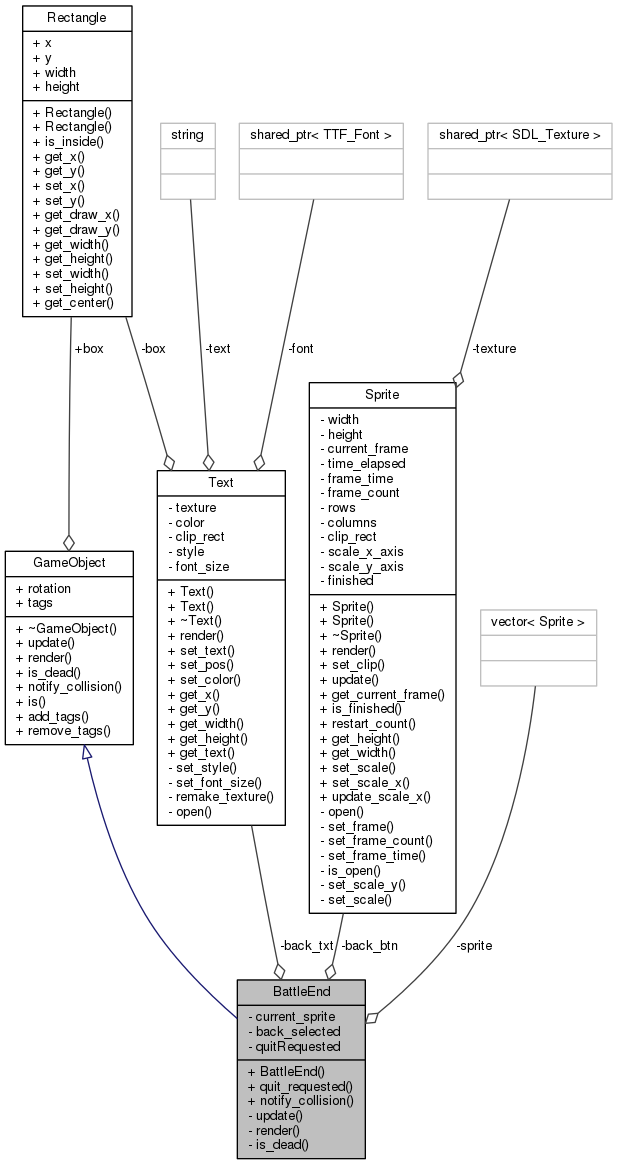 Rectangle
+ x
+ y
+ width
+ height
+ Rectangle()
+ Rectangle()
+ is_inside()
+ get_x()
+ get_y()
+ set_x()
+ set_y()
+ get_draw_x()
+ get_draw_y()
+ get_width()
+ get_height()
+ set_width()
+ set_height()
+ get_center()
string
shared_ptr< TTF_Font >
shared_ptr< SDL_Texture >
+box
-box
-text
-font
-texture
GameObject
+ rotation
+ tags
+ ~GameObject()
+ update()
+ render()
+ is_dead()
+ notify_collision()
+ is()
+ add_tags()
+ remove_tags()
Text
- texture
- color
- clip_rect
- style
- font_size
+ Text()
+ Text()
+ ~Text()
+ render()
+ set_text()
+ set_pos()
+ set_color()
+ get_x()
+ get_y()
+ get_width()
+ get_height()
+ get_text()
- set_style()
- set_font_size()
- remake_texture()
- open()
Sprite
- width
- height
- current_frame
- time_elapsed
- frame_time
- frame_count
- rows
- columns
- clip_rect
- scale_x_axis
- scale_y_axis
- finished
+ Sprite()
+ Sprite()
+ ~Sprite()
+ render()
+ set_clip()
+ update()
+ get_current_frame()
+ is_finished()
+ restart_count()
+ get_height()
+ get_width()
+ set_scale()
+ set_scale_x()
+ update_scale_x()
- open()
- set_frame()
- set_frame_count()
- set_frame_time()
- is_open()
- set_scale_y()
- set_scale()
vector< Sprite >
-back_txt
-back_btn
-sprite
BattleEnd
- current_sprite
- back_selected
- quitRequested
+ BattleEnd()
+ quit_requested()
+ notify_collision()
- update()
- render()
- is_dead()